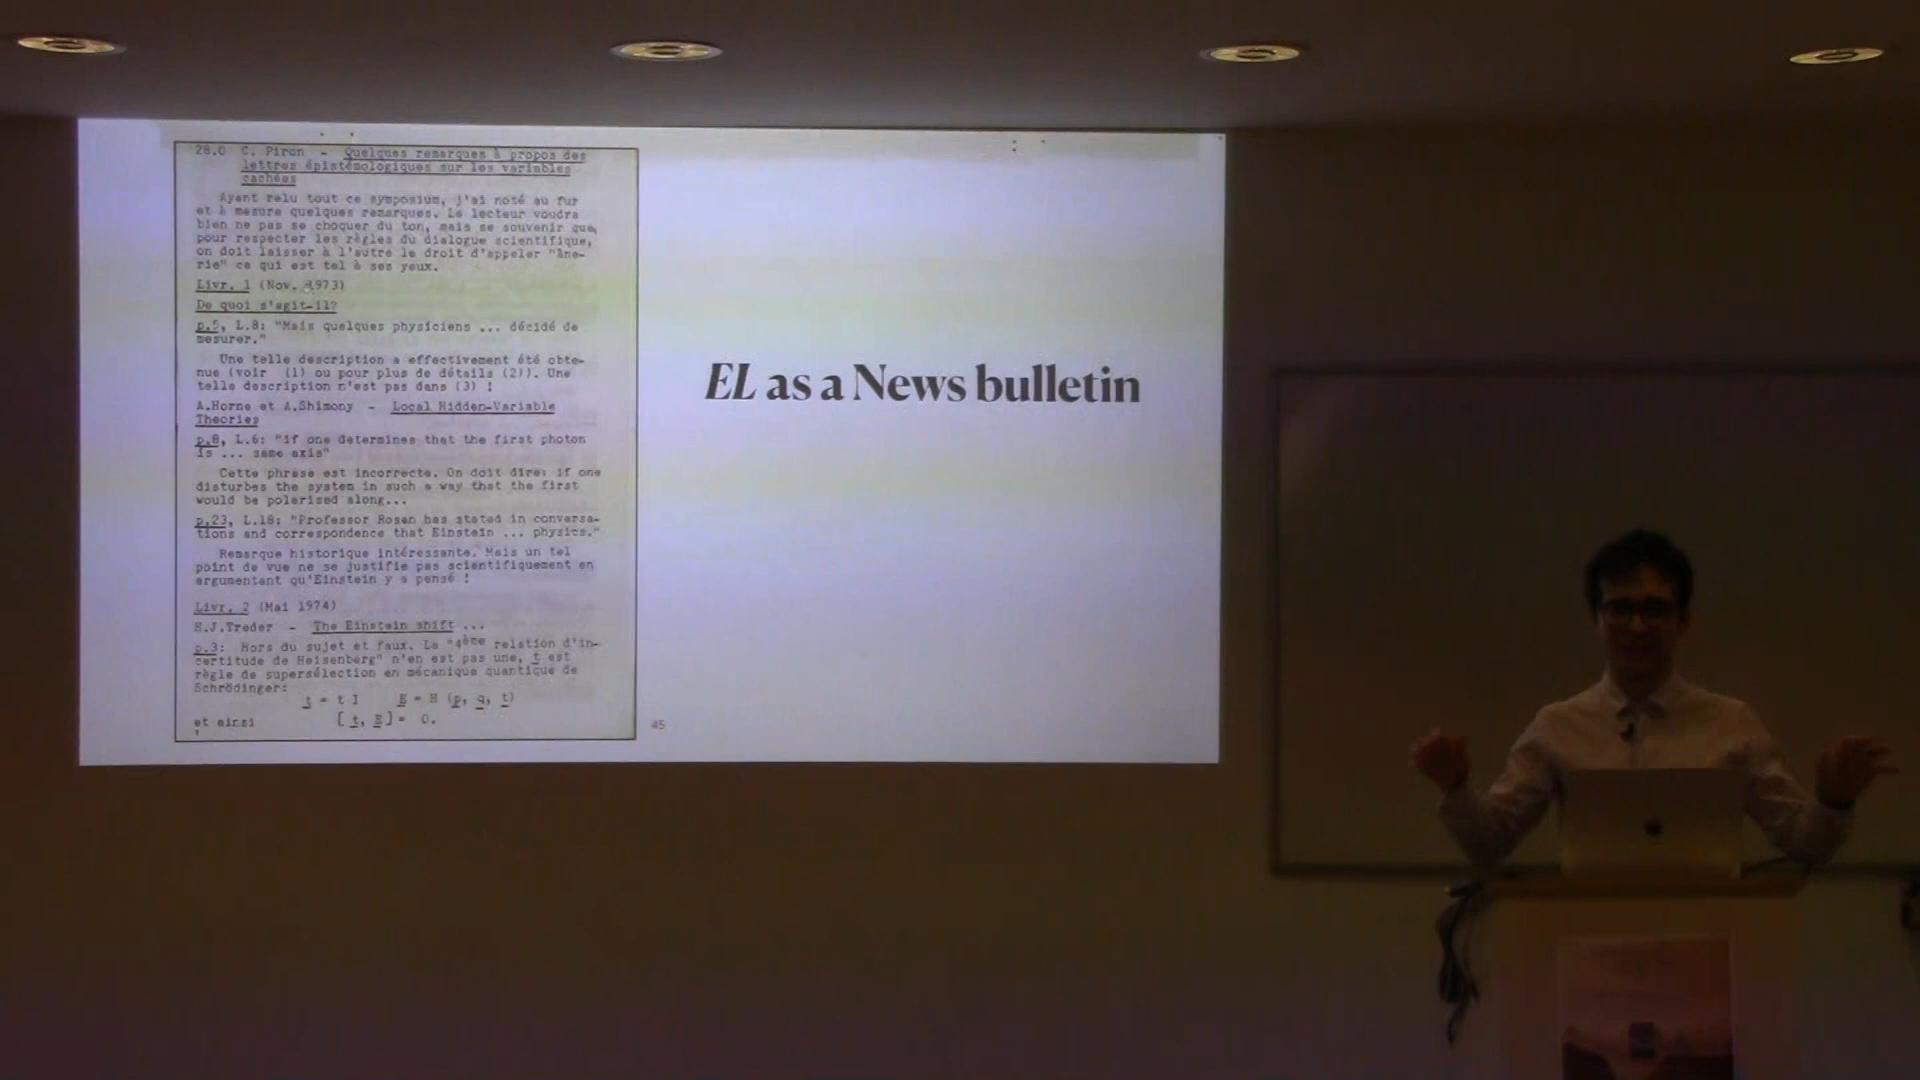 28.0 C. Piron - Quelques remarques à propos des
lettres épistémologiques sur les variables
cachées
Ayant relu tout ce symposium, j'ai noté au fur
et à mesure quelques remarques. Le lecteur voudra
bien ne pas se choquer du ton, mais se souvenir que,
pour respecter les règles du dialogue scientifique,
on doit laisser à l'autre le droit d'appeler "âne-
rie" ce qui est tel à ses yeux.
Livr. 1 (Nov. 1973)
De quoi s'agit-il?
p.5, L.8: "Mais quelques physiciens ... décidé de
mesurer."
Une telle description a effectivement été obte-
nue (voir (1) ou pour plus de détails (2)). Une
telle description n'est pas dans (3) !
A.Horne et A.Shimony - Local Hidden-Variable
Theories
p.8, L.6: "if one determines that the first photon
is ... same axis"
Cette phrase est incorrecte. On doit dire: if one
disturbes the system in such a way that the first
would be polarised along...
p.23, L.18: "Professor Rosen has stated in conversa-
tions and correspondence that Einstein ... physics."
Remarque historique intéressante. Mais un tel
point de vue ne se justifie pas scientifiquement en
argumentant qu'Einstein y a pensé !
Livr. 2 (Mai 1974)
H.J.Treder - The Einstein shift ...
p.3: Hors du sujet et faux. La "4ème relation d'in-
certitude de Heisenberg" n'en est pas une, t est
règle de supersélection en mécanique quantique de
Schrödinger:
t = t I E = H (p, q, t)
et ainsi [ t, E ] = 0.
EL as a News bulletin
45